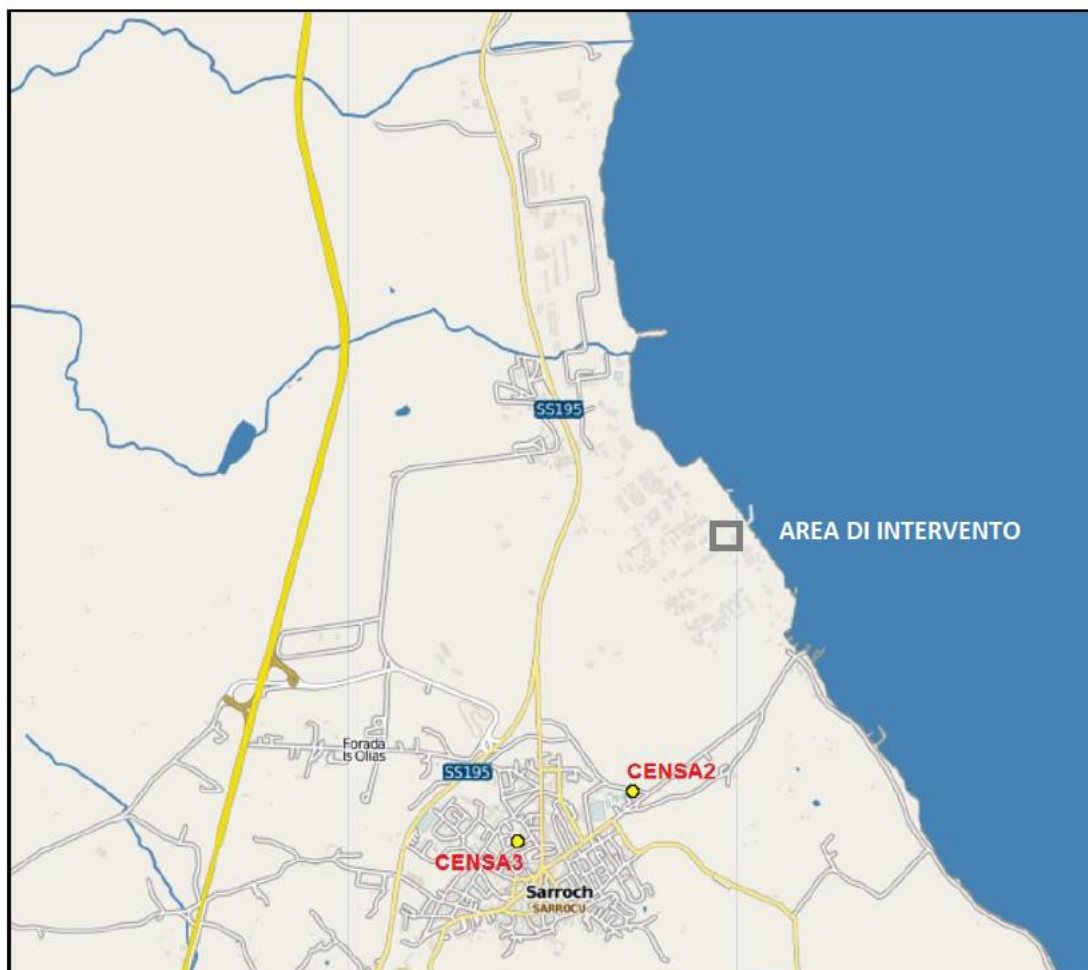 SS195
AREA DI INTERVENTO
Forada
Is Olias
SS195
CENSA2
CENSA3
Sarroch
SARROCU